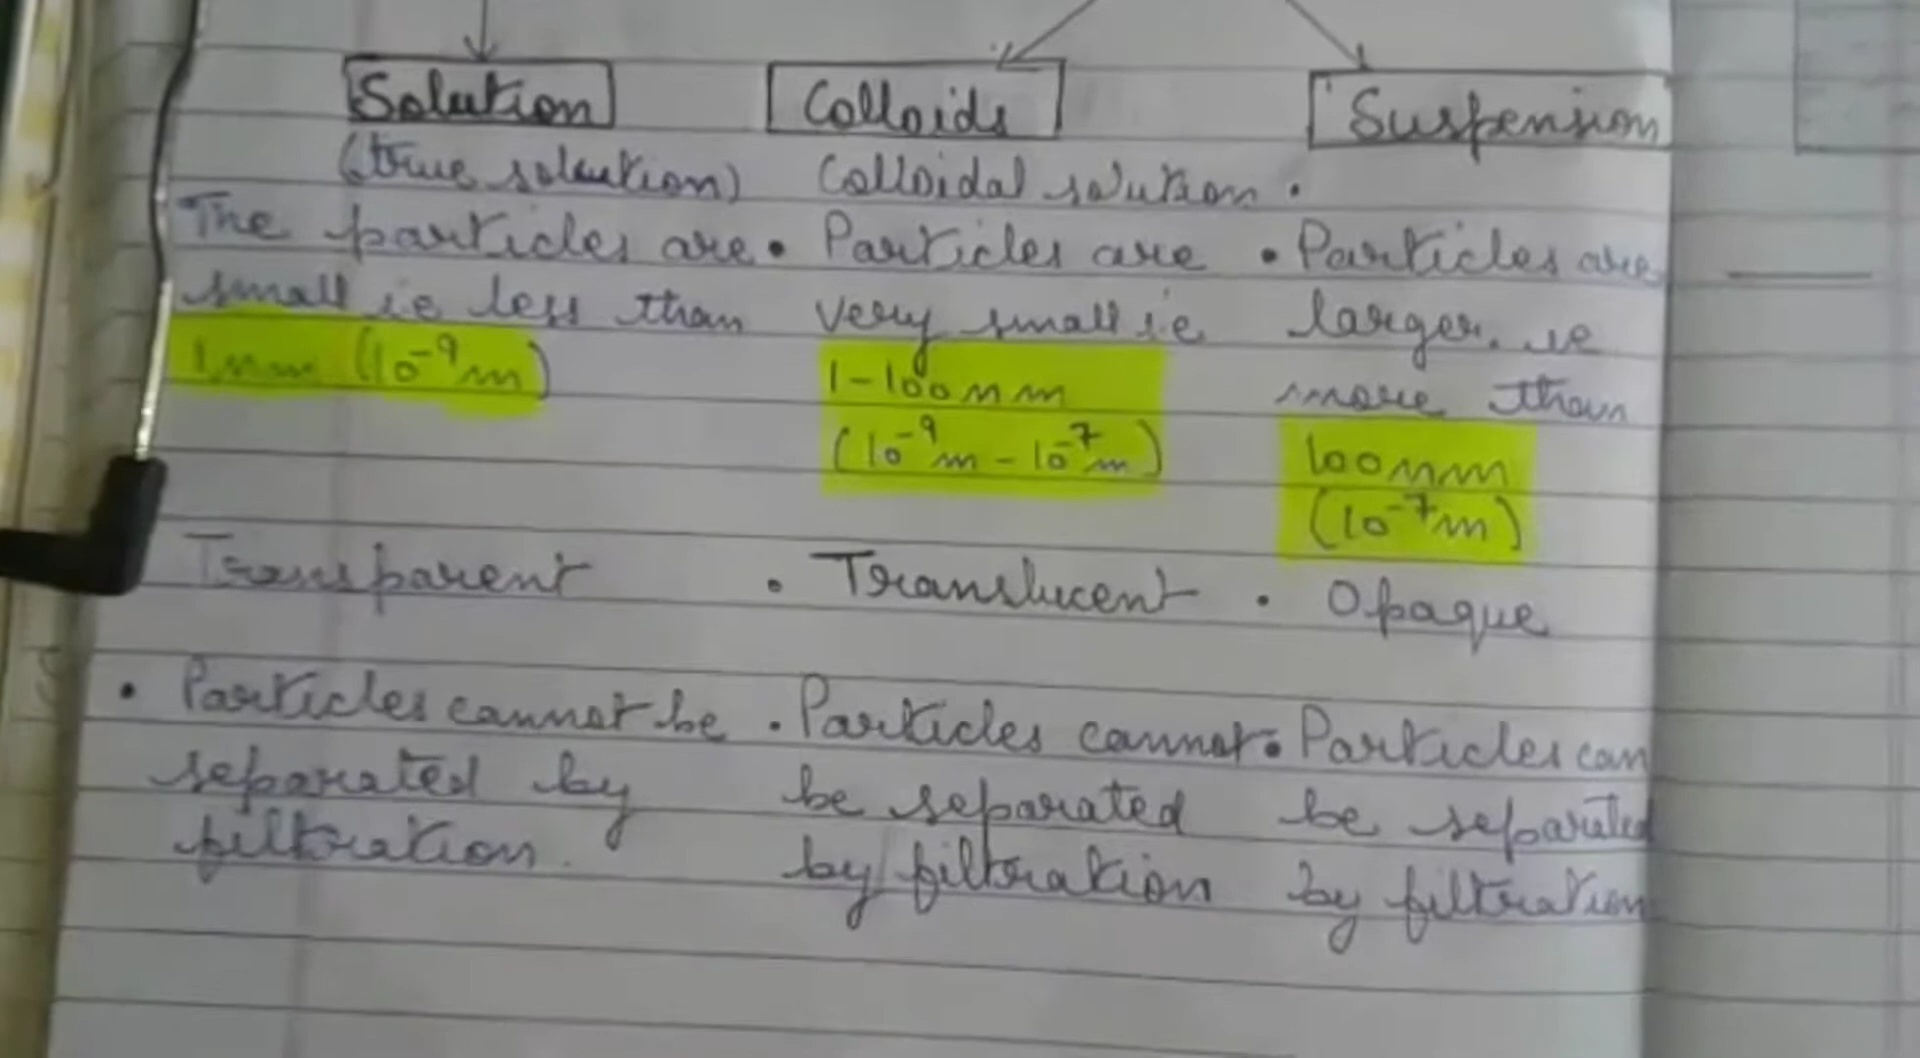 Solution
(true solution)
The particles are
small i.e less than
1nm (10⁻⁹m)
Transparent
• Particles cannot be
separated by
filtration.
Colloids
Colloidal solution •
• Particles are
very small i.e
1-100nm
(10⁻⁹m - 10⁻⁷m)
• Translucent
• Particles cannot
be separated
by filtration
Suspension
• Particles are
larger. ie
more than
100nm
(10⁻⁷m)
• Opaque
• Particles can
be separated
by filtration